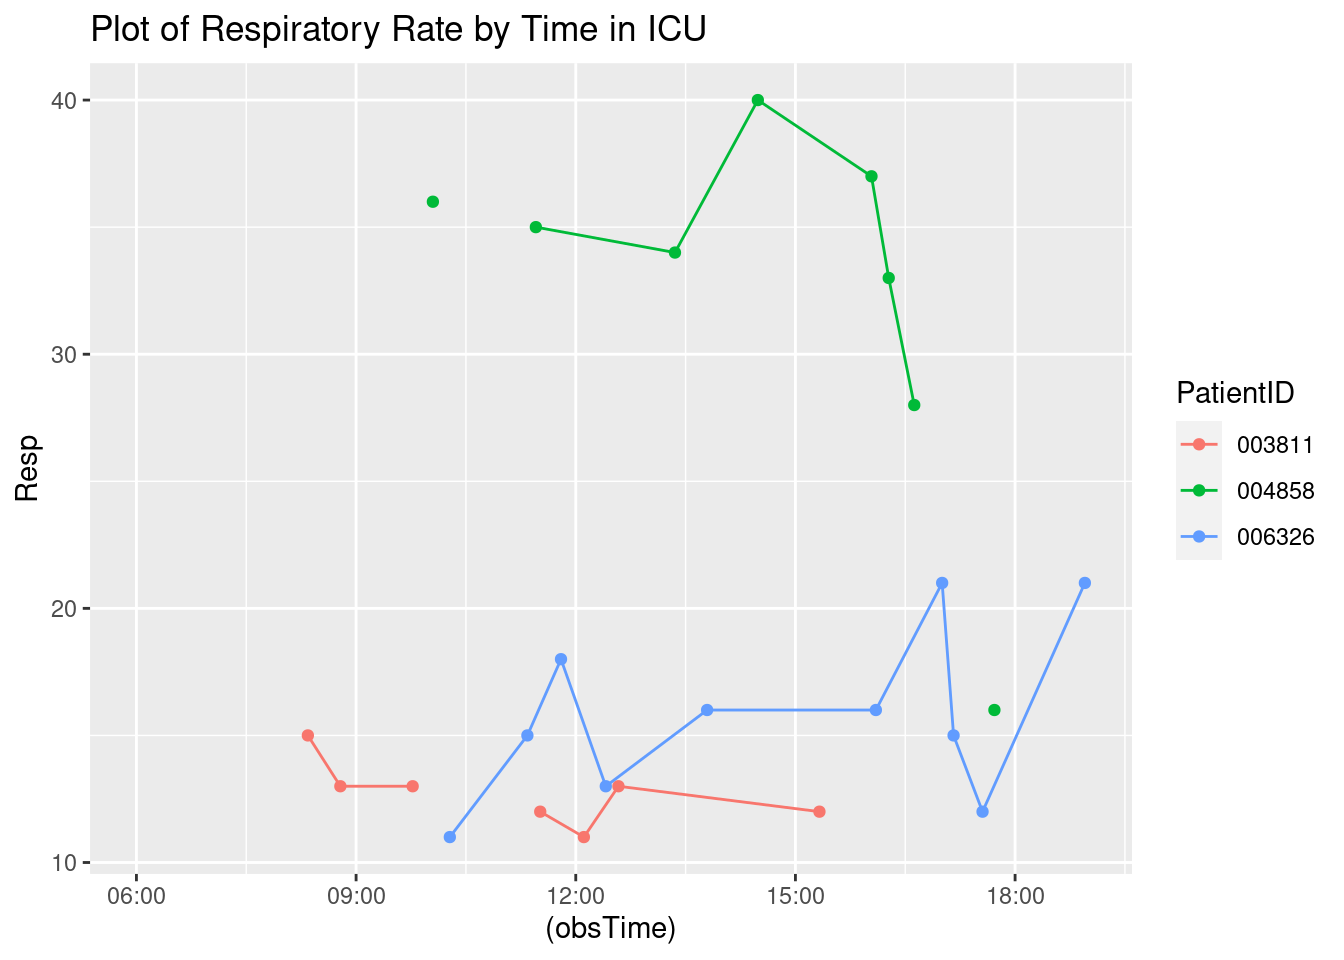 Plot of Respiratory Rate by Time in ICU
40
30
20
10
Resp
06:00 09:00 12:00 15:00 18:00
(obsTime)
PatientID
003811
004858
006326